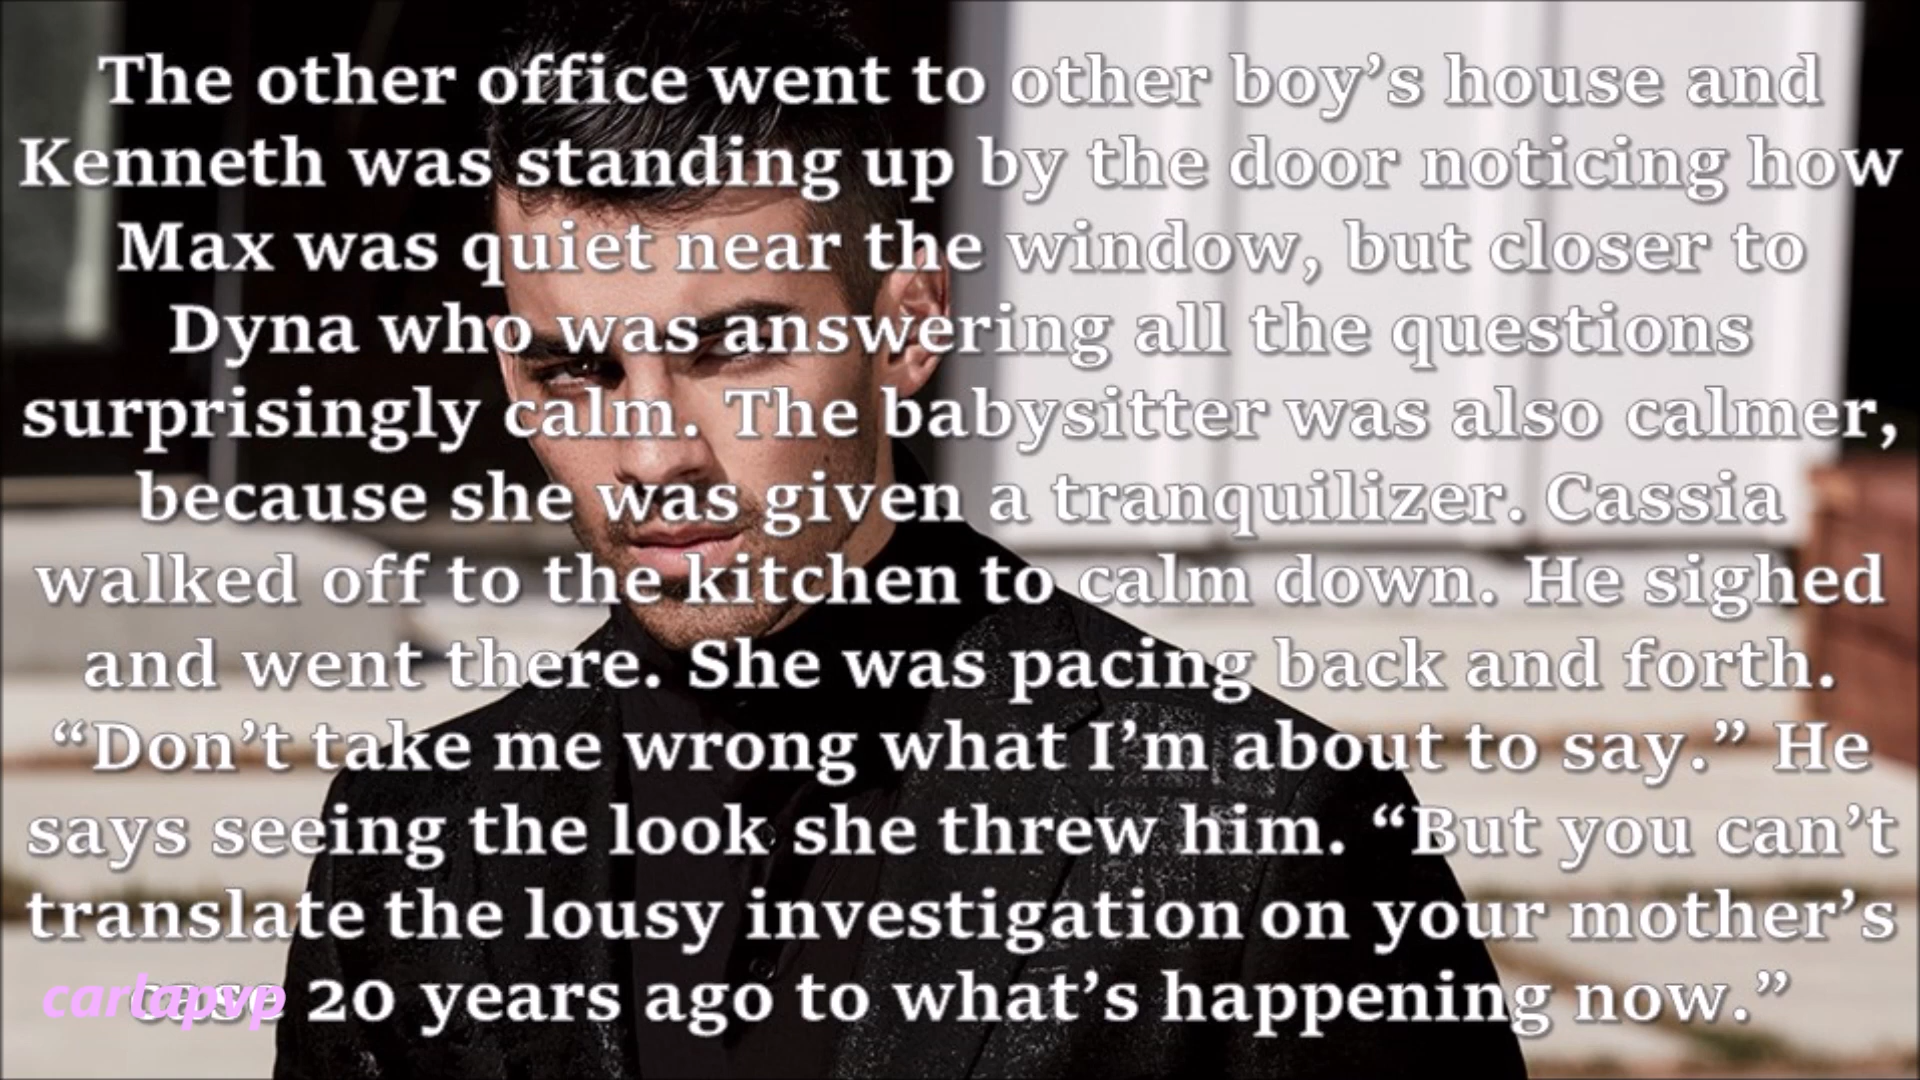 The other office went to other boy’s house and
Kenneth was standing up by the door noticing how
Max was quiet near the window, but closer to
Dyna who was answering all the questions
surprisingly calm. The babysitter was also calmer,
because she was given a tranquilizer. Cassia
walked off to the kitchen to calm down. He sighed
and went there. She was pacing back and forth.
“Don’t take me wrong what I’m about to say.” He
says seeing the look she threw him. “But you can’t
translate the lousy investigation on your mother’s
case 20 years ago to what’s happening now.”
carlapvp